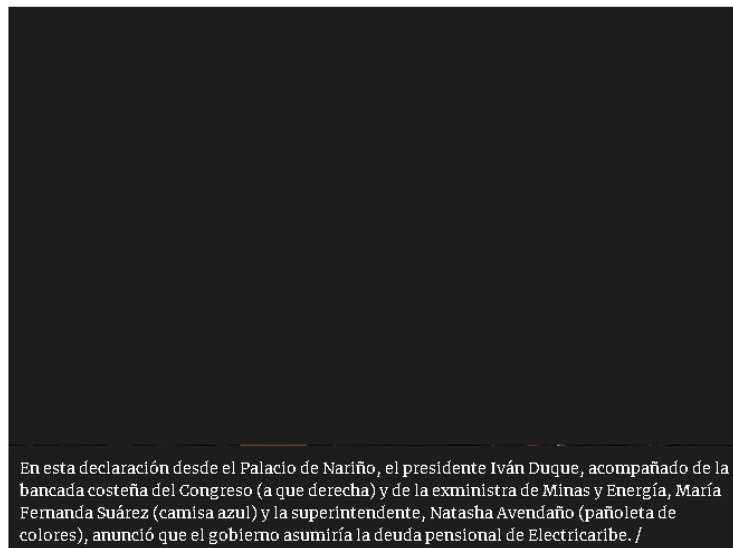 En esta declaración desde el Palacio de Nariño, el presidente Iván Duque, acompañado de la
bancada costeña del Congreso (a que derecha) y de la exministra de Minas y Energía, María
Fernanda Suárez (camisa azul) y la superintendente, Natasha Avendaño (pañoleta de
colores), anunció que el gobierno asumiría la deuda pensional de Electricaribe. /